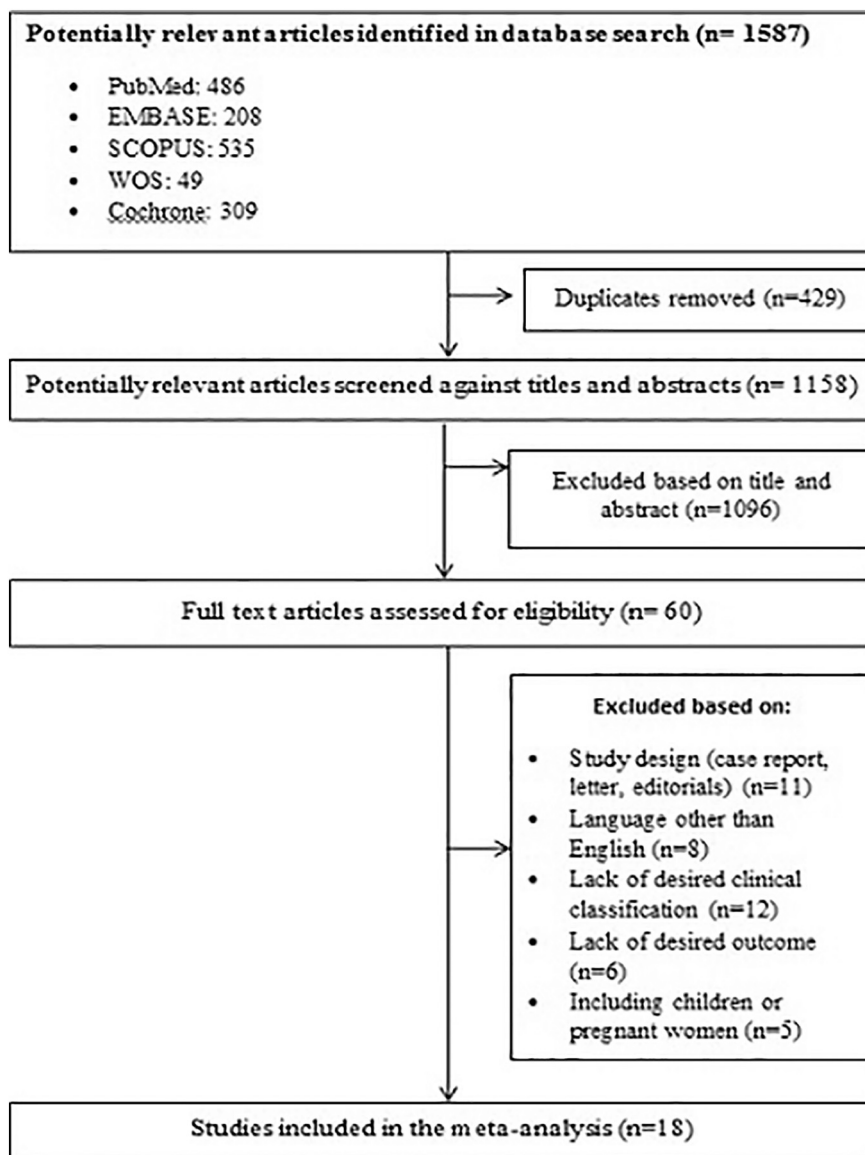 Potentially relevant articles identified in database search (n= 1587)
• PubMed: 486
• EMBASE: 208
• SCOPUS: 535
• WOS: 49
• Cochrone: 309
Duplicates removed (n=429)
Potentially relevant articles screened against titles and abstracts (n= 1158)
Excluded based on title and
abstract (n=1096)
Full text articles assessed for eligibility (n= 60)
Excluded based on:
• Study design (case report,
letter, editorials) (n=11)
• Language other than
English (n=8)
• Lack of desired clinical
classification (n=12)
• Lack of desired outcome
(n=6)
• Including children or
pregnant women (n=5)
Studies included in the meta-analysis (n=18)